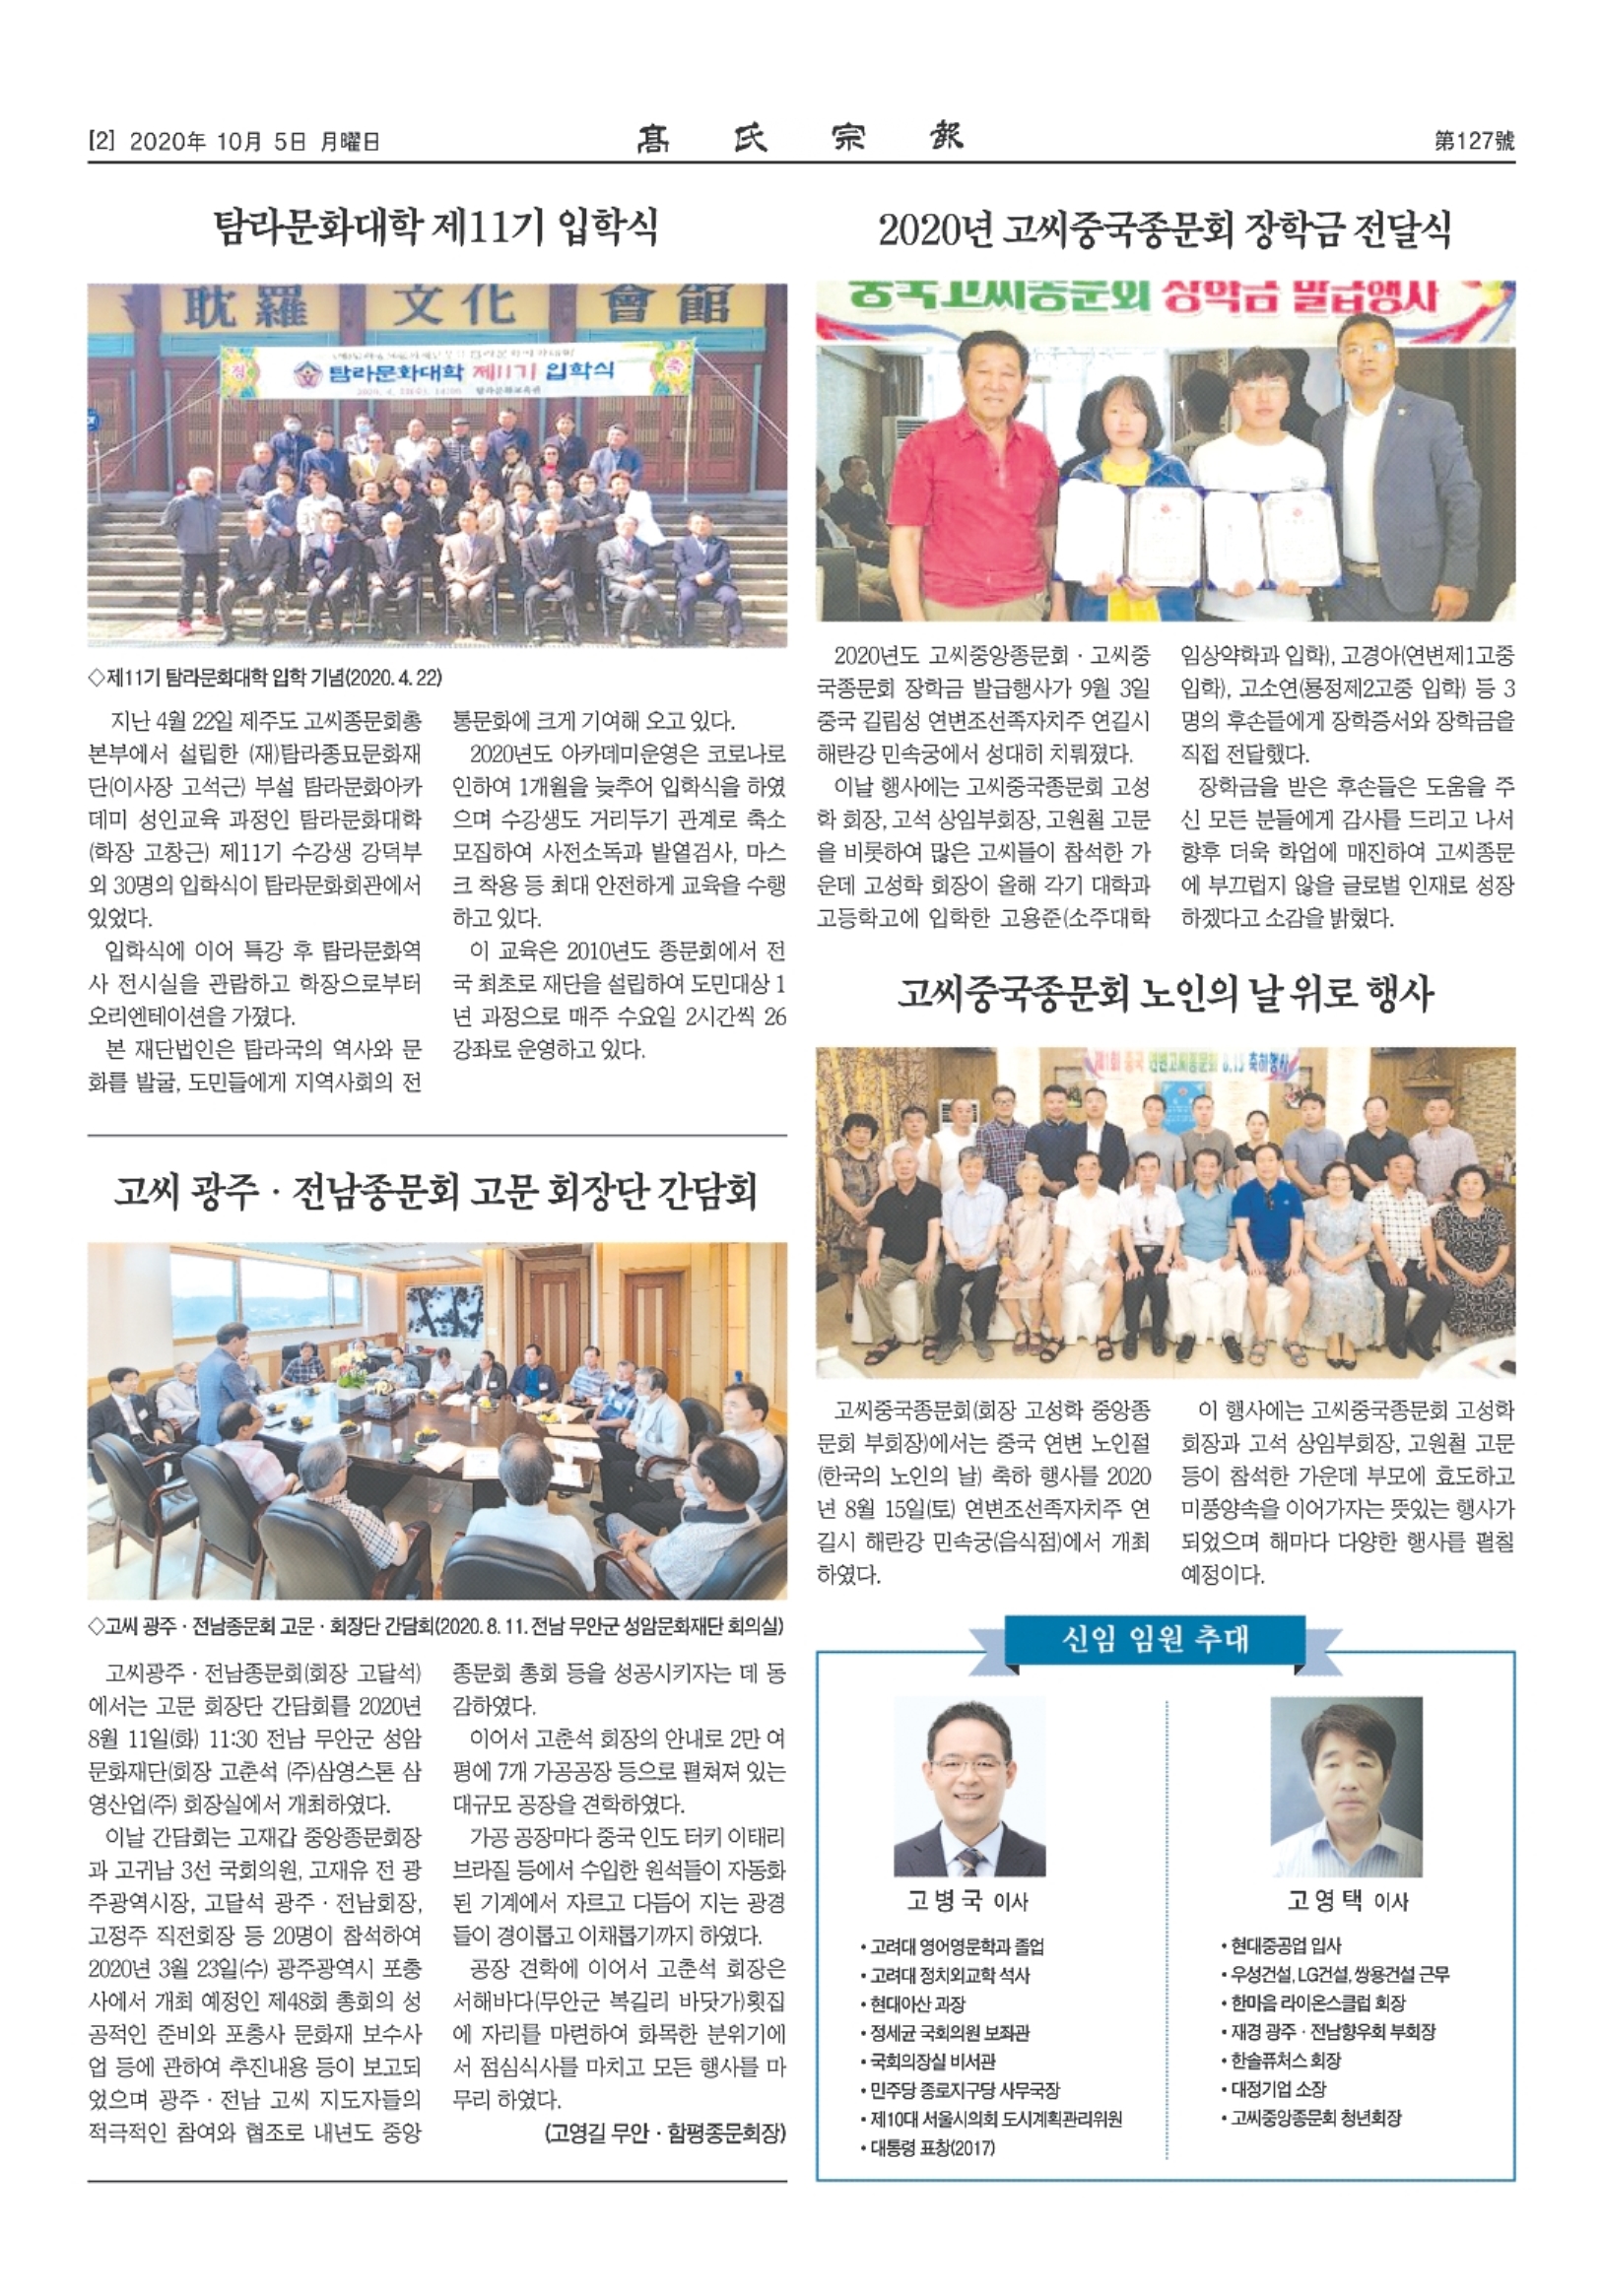 [2] 2020年 10月 5日 月曜日
髙氏宗報
第127號
탐라문화대학 제11기 입학식
耽羅文化會館
탐라문화대학 제11기 입학식
◇제11기 탐라문화대학 입학 기념(2020. 4. 22)
지난 4월 22일 제주도 고씨종문회총
본부에서 설립한 (재)탐라종묘문화재
단(이사장 고석근) 부설 탐라문화아카
데미 성인교육 과정인 탐라문화대학
(학장 고창근) 제11기 수강생 강덕부
외 30명의 입학식이 탐라문화회관에서
있었다.
입학식에 이어 특강 후 탐라문화역
사 전시실을 관람하고 학장으로부터
오리엔테이션을 가졌다.
본 재단법인은 탐라국의 역사와 문
화를 발굴, 도민들에게 지역사회의 전
통문화에 크게 기여해 오고 있다.
2020년도 아카데미운영은 코로나로
인하여 1개월을 늦추어 입학식을 하였
으며 수강생도 거리두기 관계로 축소
모집하여 사전소독과 발열검사, 마스
크 착용 등 최대 안전하게 교육을 수행
하고 있다.
이 교육은 2010년도 종문회에서 전
국 최초로 재단을 설립하여 도민대상 1
년 과정으로 매주 수요일 2시간씩 26
강좌로 운영하고 있다.
고씨 광주·전남종문회 고문 회장단 간담회
◇고씨 광주·전남종문회 고문·회장단 간담회(2020. 8. 11. 전남 무안군 성암문화재단 회의실)
고씨광주·전남종문회(회장 고달석)
에서는 고문 회장단 간담회를 2020년
8월 11일(화) 11:30 전남 무안군 성암
문화재단(회장 고춘석 (주)삼영스톤 삼
영산업(주) 회장실에서 개최하였다.
이날 간담회는 고재갑 중앙종문회장
과 고귀남 3선 국회의원, 고재유 전 광
주광역시장, 고달석 광주·전남회장,
고정주 직전회장 등 20명이 참석하여
2020년 3월 23일(수) 광주광역시 포충
사에서 개최 예정인 제48회 총회의 성
공적인 준비와 포충사 문화재 보수사
업 등에 관하여 추진내용 등이 보고되
었으며 광주·전남 고씨 지도자들의
적극적인 참여와 협조로 내년도 중앙
종문회 총회 등을 성공시키자는 데 동
감하였다.
이어서 고춘석 회장의 안내로 2만 여
평에 7개 가공공장 등으로 펼쳐져 있는
대규모 공장을 견학하였다.
가공 공장마다 중국 인도 터키 이태리
브라질 등에서 수입한 원석들이 자동화
된 기계에서 자르고 다듬어 지는 광경
들이 경이롭고 이채롭기까지 하였다.
공장 견학에 이어서 고춘석 회장은
서해바다(무안군 복길리 바닷가)횟집
에 자리를 마련하여 화목한 분위기에
서 점심식사를 마치고 모든 행사를 마
무리 하였다.
(고영길 무안·함평종문회장)
2020년 고씨중국종문회 장학금 전달식
중국고씨종문회 장학금 발급행사
2020년도 고씨중앙종문회·고씨중
국종문회 장학금 발급행사가 9월 3일
중국 길림성 연변조선족자치주 연길시
해란강 민속궁에서 성대히 치뤄졌다.
이날 행사에는 고씨중국종문회 고성
학 회장, 고석 상임부회장, 고원철 고문
을 비롯하여 많은 고씨들이 참석한 가
운데 고성학 회장이 올해 각기 대학과
고등학고에 입학한 고용준(소주대학
임상약학과 입학), 고경아(연변제1고중
입학), 고소연(룡정제2고중 입학) 등 3
명의 후손들에게 장학증서와 장학금을
직접 전달했다.
장학금을 받은 후손들은 도움을 주
신 모든 분들에게 감사를 드리고 나서
향후 더욱 학업에 매진하여 고씨종문
에 부끄럽지 않을 글로벌 인재로 성장
하겠다고 소감을 밝혔다.
고씨중국종문회 노인의 날 위로 행사
제1회 중국 연변고씨종문회 8.15 축하행사
고씨중국종문회(회장 고성학 중앙종
문회 부회장)에서는 중국 연변 노인절
(한국의 노인의 날) 축하 행사를 2020
년 8월 15일(토) 연변조선족자치주 연
길시 해란강 민속궁(음식점)에서 개최
하였다.
이 행사에는 고씨중국종문회 고성학
회장과 고석 상임부회장, 고원철 고문
등이 참석한 가운데 부모에 효도하고
미풍양속을 이어가자는 뜻있는 행사가
되었으며 해마다 다양한 행사를 펼칠
예정이다.
신임 임원 추대
고병국 이사
• 고려대 영어영문학과 졸업
• 고려대 정치외교학 석사
• 현대아산 과장
• 정세균 국회의원 보좌관
• 국회의장실 비서관
• 민주당 종로지구당 사무국장
• 제10대 서울시의회 도시계획관리위원
• 대통령 표창(2017)
고영택 이사
• 현대중공업 입사
• 우성건설, LG건설, 쌍용건설 근무
• 한마음 라이온스클럽 회장
• 재경 광주·전남향우회 부회장
• 한솔퓨처스 회장
• 대정기업 소장
• 고씨중앙종문회 청년회장